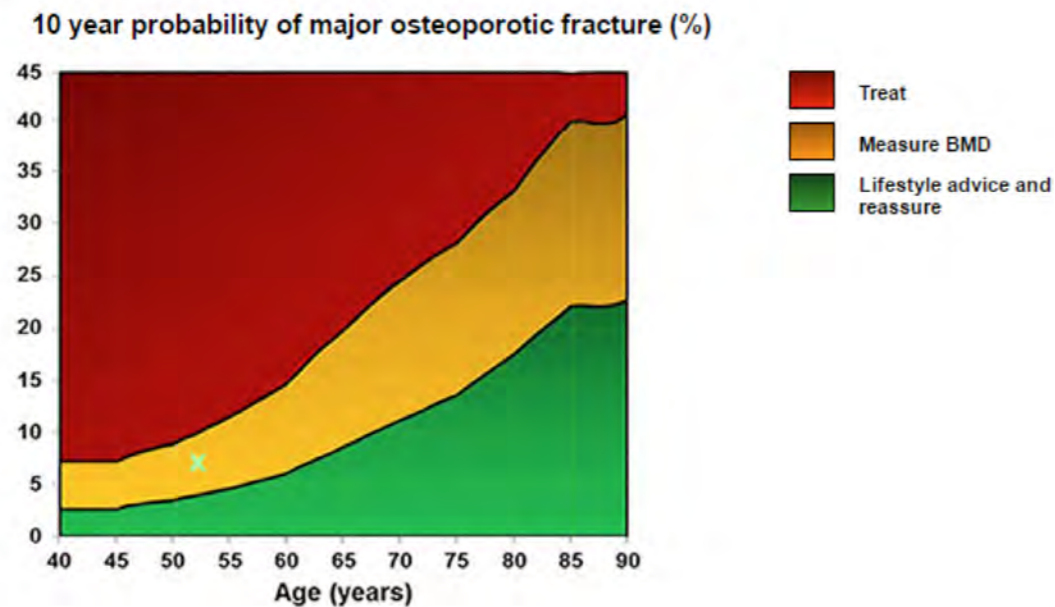 10 year probability of major osteoporotic fracture (%)
45
40
35
30
25
20
15
10
5
0
40 45 50 55 60 65 70 75 80 85 90
Age (years)
Treat
Measure BMD
Lifestyle advice and
reassure